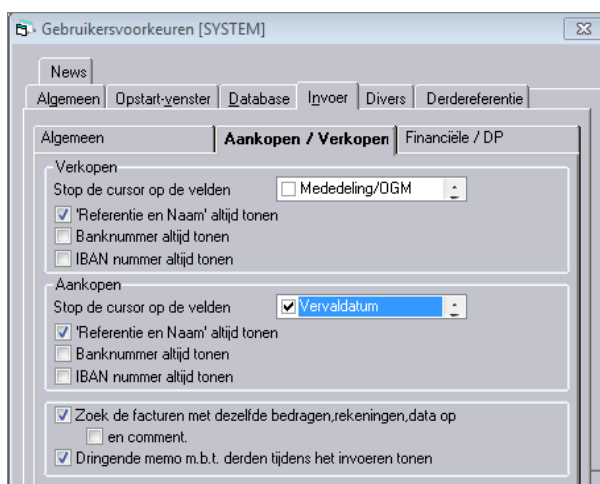 Gebruikersvoorkeuren [SYSTEM]
News
Algemeen Opstart-venster Database Invoer Divers Derdereferentie
Algemeen Aankopen / Verkopen Financiële / DP
Verkopen
Stop de cursor op de velden Mededeling/OGM
'Referentie en Naam' altijd tonen
Banknummer altijd tonen
IBAN nummer altijd tonen
Aankopen
Stop de cursor op de velden Vervaldatum
'Referentie en Naam' altijd tonen
Banknummer altijd tonen
IBAN nummer altijd tonen
Zoek de facturen met dezelfde bedragen,rekeningen,data op
en comment.
Dringende memo m.b.t. derden tijdens het invoeren tonen